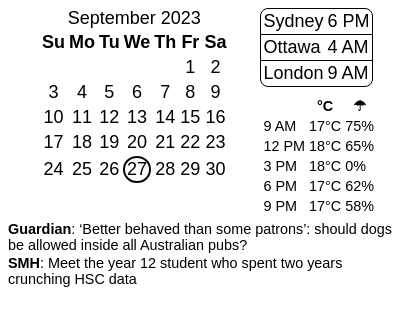 September 2023
Su Mo Tu We Th Fr Sa
1 2
3 4 5 6 7 8 9
10 11 12 13 14 15 16
17 18 19 20 21 22 23
24 25 26 27 28 29 30
Sydney 6 PM
Ottawa 4 AM
London 9 AM
°C ☂
9 AM 17°C 75%
12 PM 18°C 65%
3 PM 18°C 0%
6 PM 17°C 62%
9 PM 17°C 58%
Guardian: ‘Better behaved than some patrons’: should dogs
be allowed inside all Australian pubs?
SMH: Meet the year 12 student who spent two years
crunching HSC data